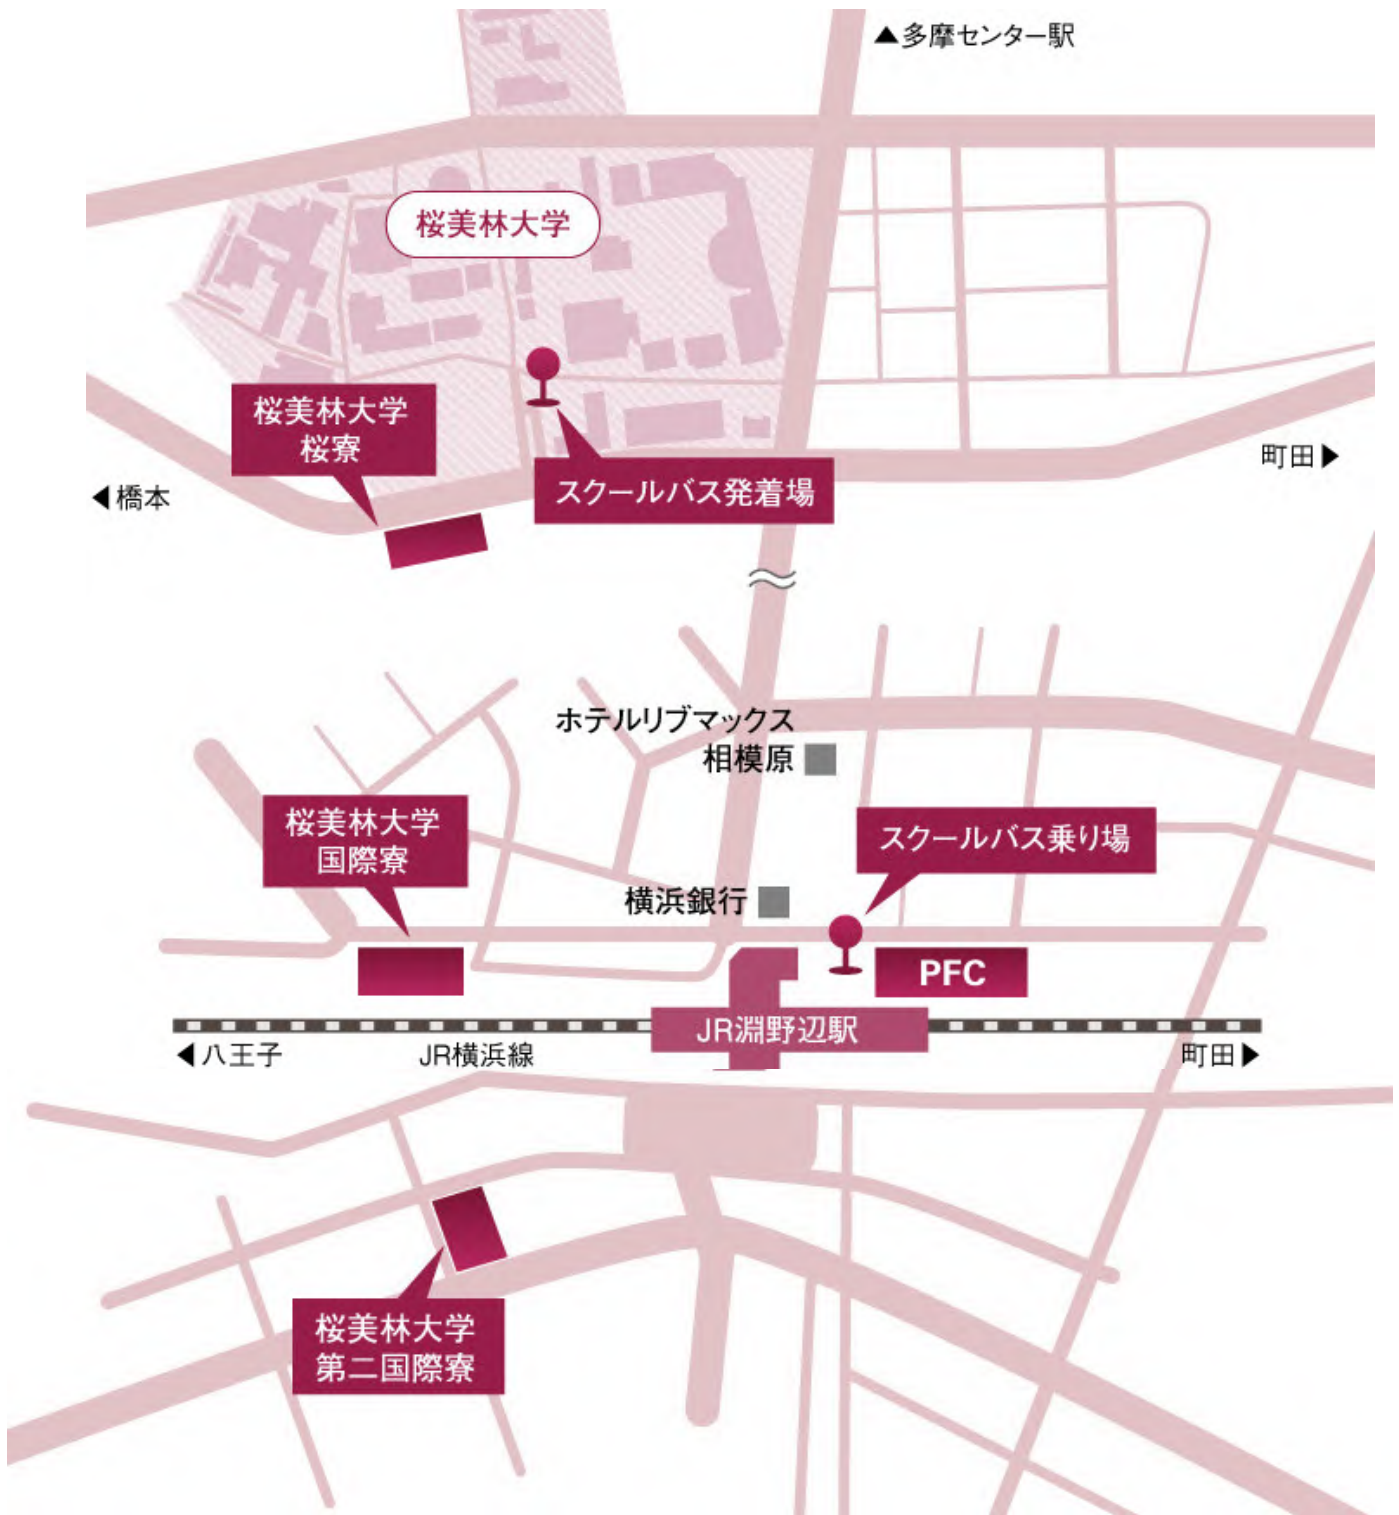 ▲多摩センター駅
桜美林大学
桜美林大学
桜寮
町田▶
◀橋本
スクールバス発着場
ホテルリブマックス
相模原
桜美林大学
国際寮
スクールバス乗り場
横浜銀行
PFC
JR淵野辺駅
◀八王子
JR横浜線
町田▶
桜美林大学
第二国際寮